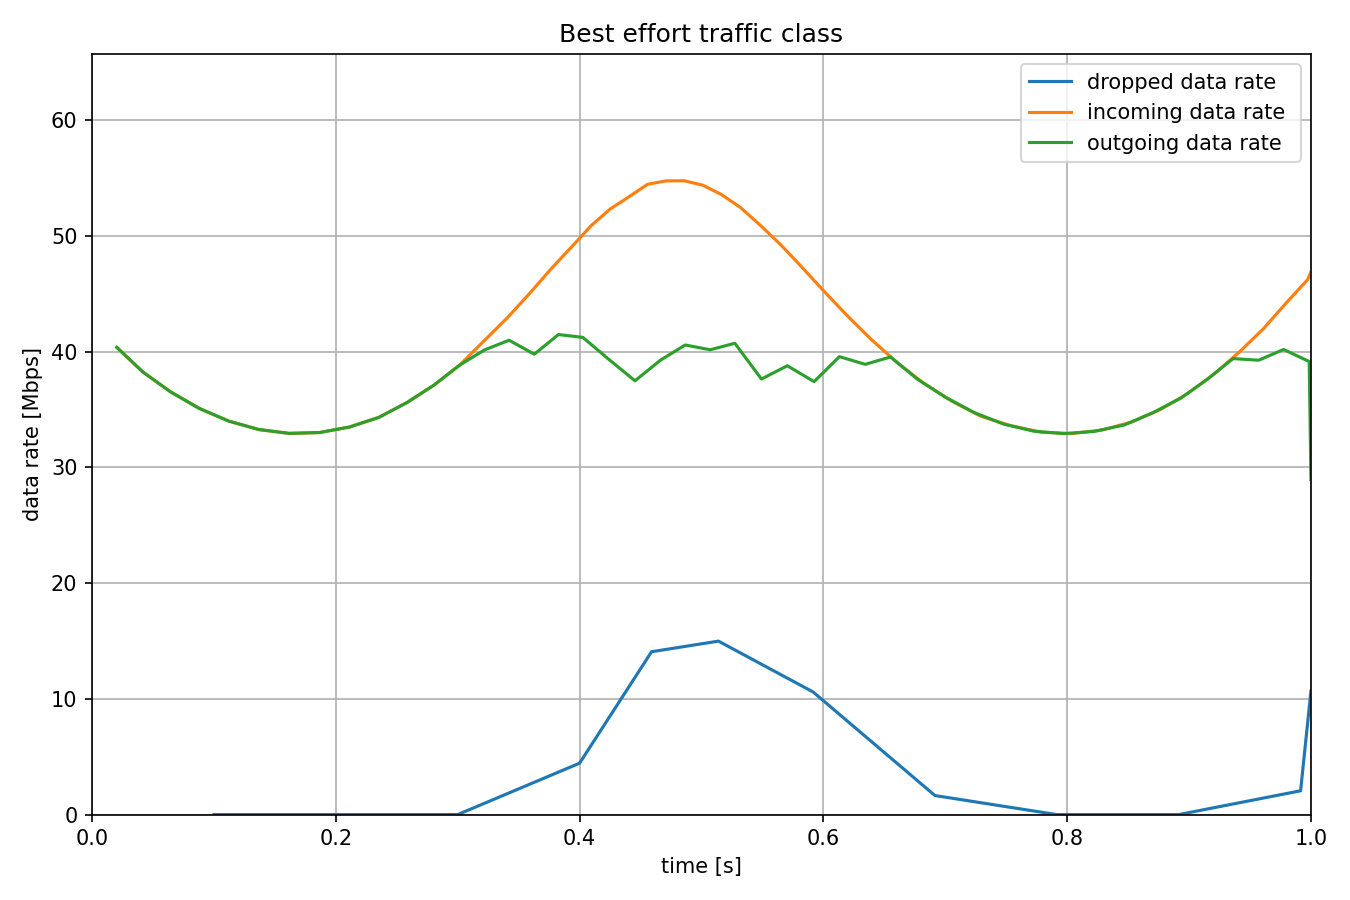 Best effort traffic class
dropped data rate
incoming data rate
outgoing data rate
data rate [Mbps]
60
50
40
30
20
10
0
0.0 0.2 0.4 0.6 0.8 1.0
time [s]